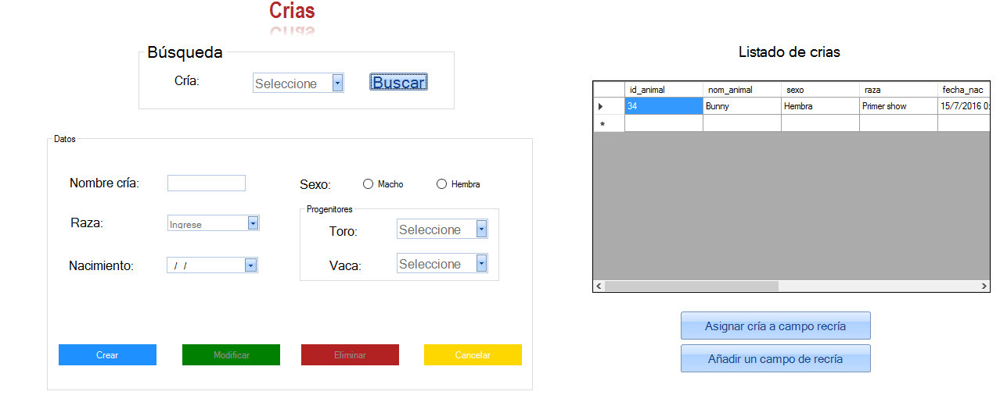 Crias
Búsqueda
Cría:
Seleccione
Buscar
Datos
Nombre cría:
Sexo:
Macho
Hembra
Raza:
Ingrese
Progenitores
Toro:
Seleccione
Nacimiento:
/ /
Vaca:
Seleccione
Crear
Modificar
Eliminar
Cancelar
Listado de crias
id_animal nom_animal sexo raza fecha_nac
34 Bunny Hembra Primer show 15/7/2016 0:
*
Asignar cría a campo recría
Añadir un campo de recría